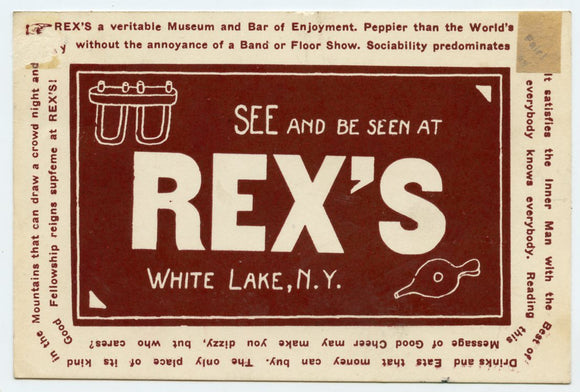 REX'S a veritable Museum and Bar of Enjoyment. Peppier than the World's
without the annoyance of a Band or Floor Show. Sociability predominates
It satisfies the Inner Man with the Best of
everybody knows everybody. Reading this
Drinks and Eats that money can buy. The only place of its kind
Message of Good Cheer may make you dizzy, but who cares?
in the Mountains that can draw a crowd night and
Good Fellowship reigns supreme at REX'S!
SEE AND BE SEEN AT
REX'S
WHITE LAKE, N.Y.